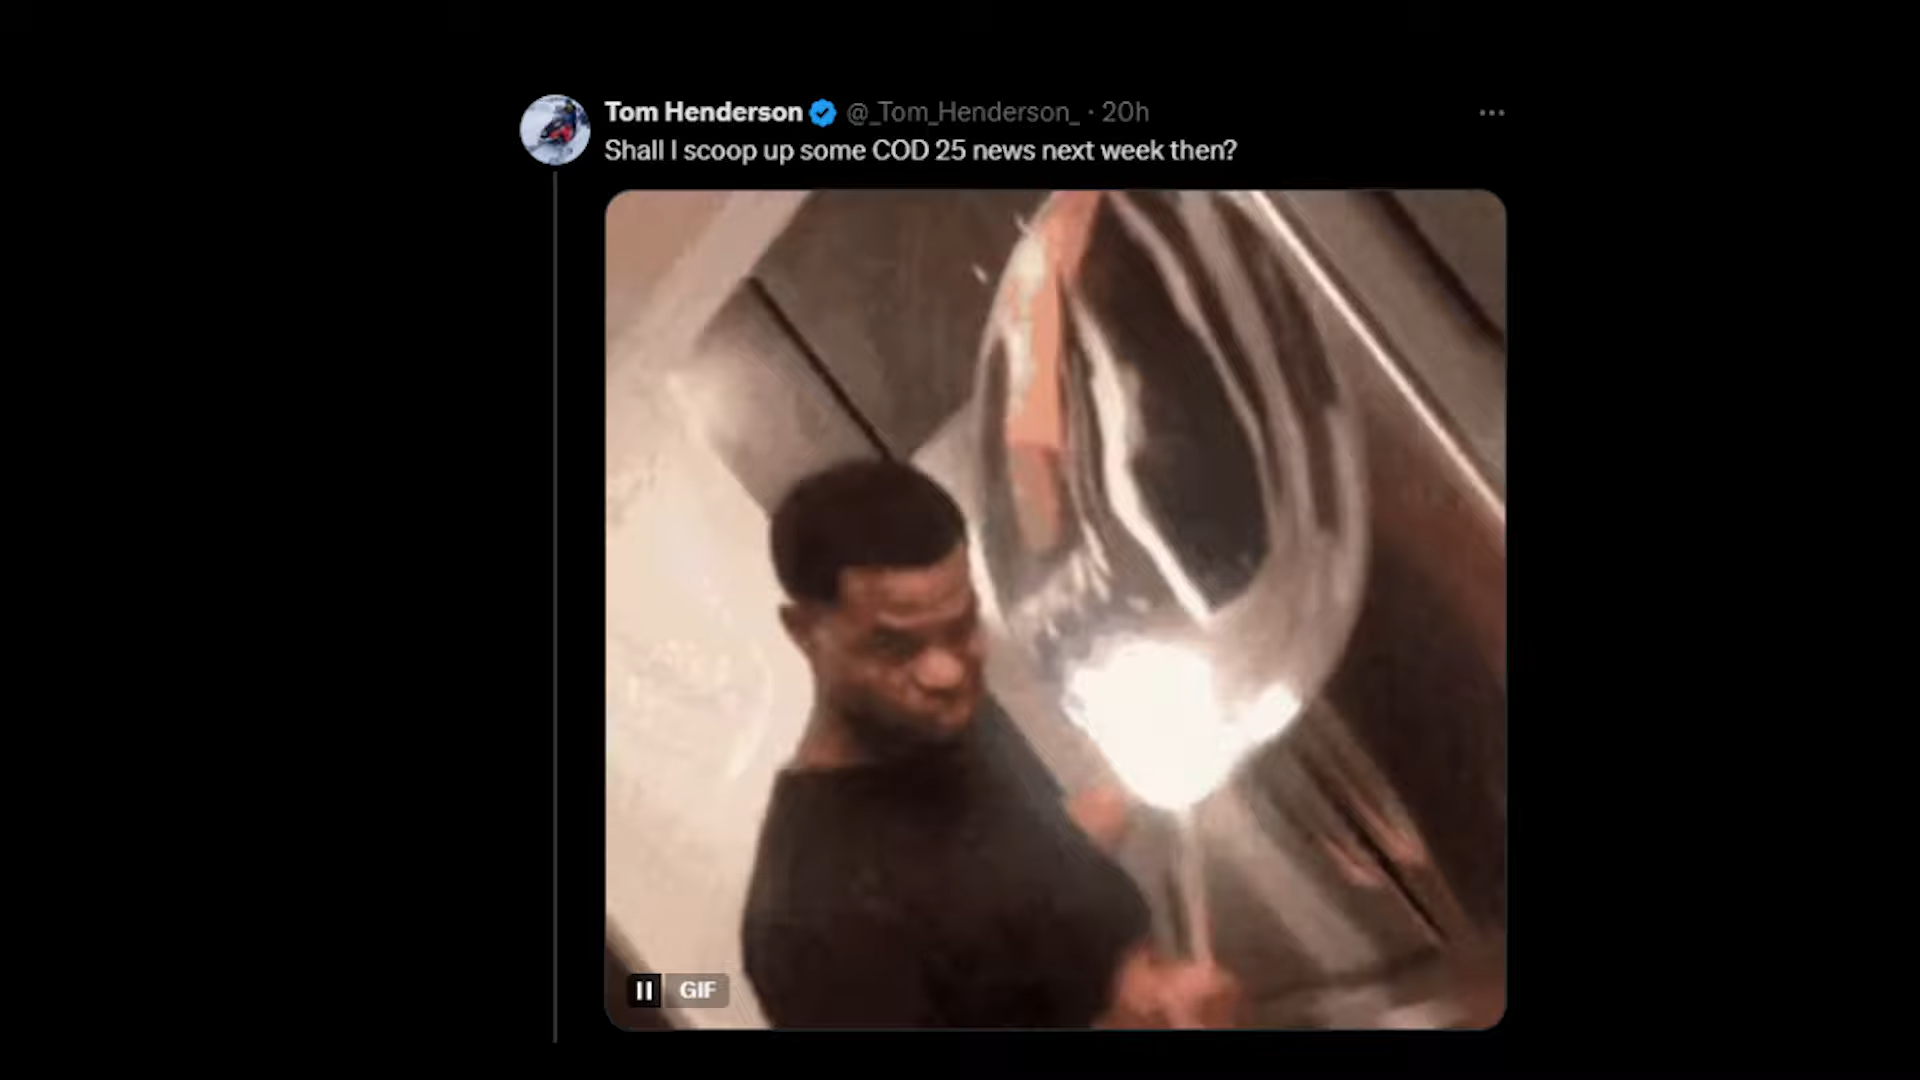 Tom Henderson @_Tom_Henderson_ · 20h
Shall I scoop up some COD 25 news next week then?
GIF